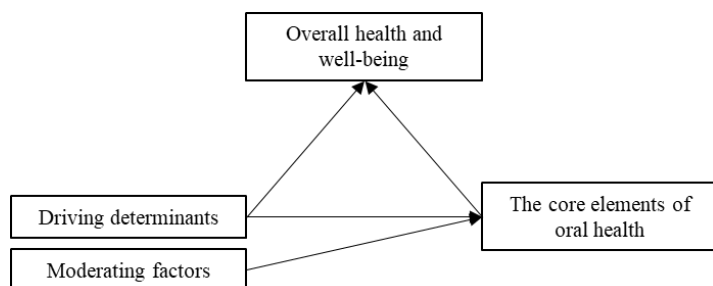 Overall health and
well-being
Driving determinants
The core elements of
oral health
Moderating factors